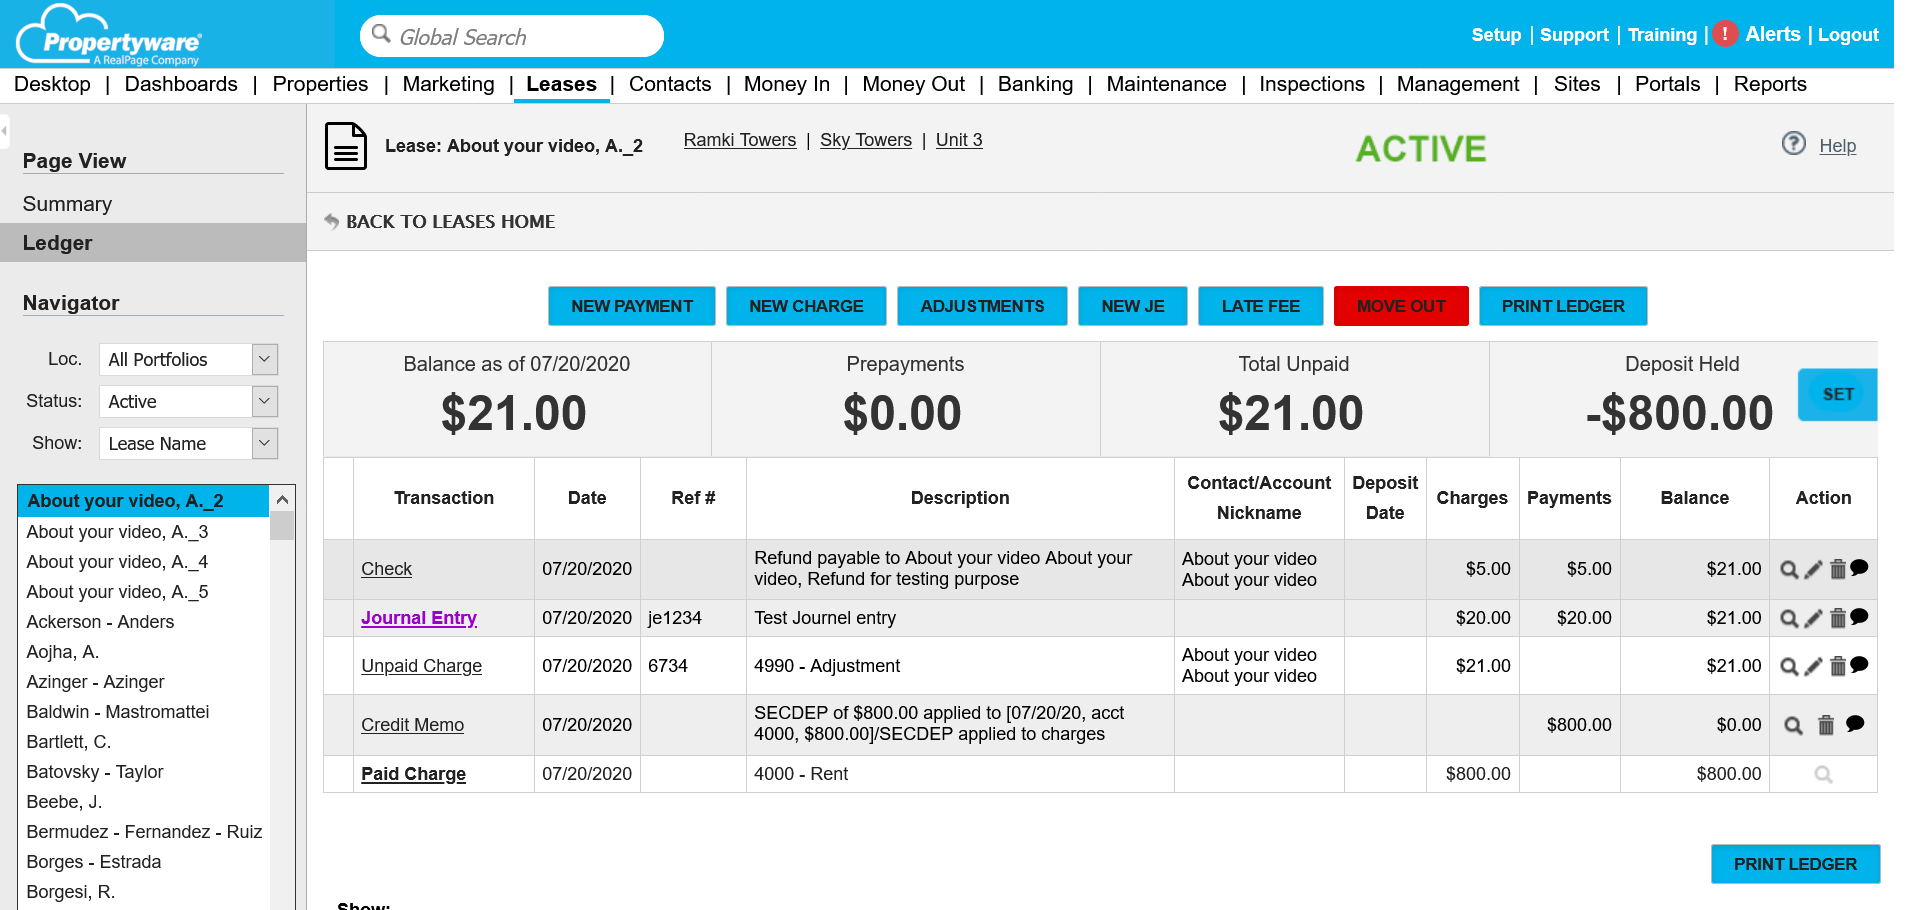 Propertyware®
A RealPage Company
Global Search
Setup | Support | Training | ! Alerts | Logout
Desktop | Dashboards | Properties | Marketing | Leases | Contacts | Money In | Money Out | Banking | Maintenance | Inspections | Management | Sites | Portals | Reports
Page View
Summary
Ledger
Navigator
Loc. All Portfolios
Status: Active
Show: Lease Name
About your video, A._2
About your video, A._3
About your video, A._4
About your video, A._5
Ackerson - Anders
Aojha, A.
Azinger - Azinger
Baldwin - Mastromattei
Bartlett, C.
Batovsky - Taylor
Beebe, J.
Bermudez - Fernandez - Ruiz
Borges - Estrada
Borgesi, R.
Lease: About your video, A._2 Ramki Towers | Sky Towers | Unit 3 ACTIVE ? Help
BACK TO LEASES HOME
NEW PAYMENT NEW CHARGE ADJUSTMENTS NEW JE LATE FEE MOVE OUT PRINT LEDGER
Balance as of 07/20/2020 Prepayments Total Unpaid Deposit Held
$21.00 $0.00 $21.00 -$800.00 SET
Transaction Date Ref # Description Contact/Account Nickname Deposit Date Charges Payments Balance Action
Check 07/20/2020 Refund payable to About your video About your video, Refund for testing purpose About your video About your video $5.00 $5.00 $21.00
Journal Entry 07/20/2020 je1234 Test Journel entry $20.00 $20.00 $21.00
Unpaid Charge 07/20/2020 6734 4990 - Adjustment About your video About your video $21.00 $21.00
Credit Memo 07/20/2020 SECDEP of $800.00 applied to [07/20/20, acct 4000, $800.00]/SECDEP applied to charges $800.00 $0.00
Paid Charge 07/20/2020 4000 - Rent $800.00 $800.00
PRINT LEDGER
Show: